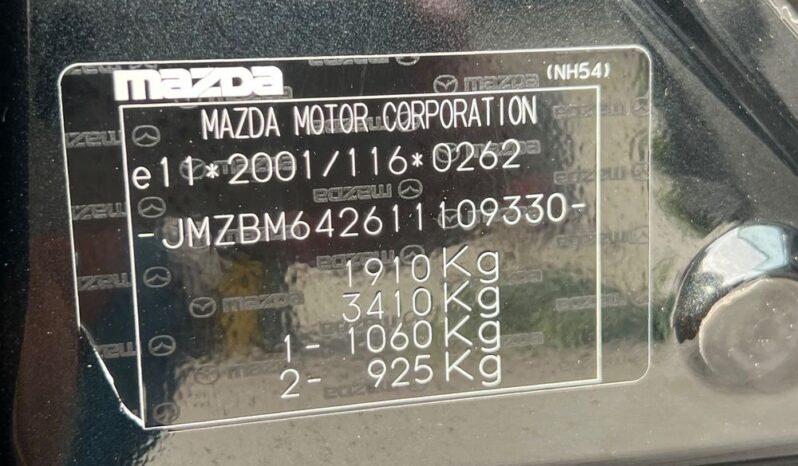 mazda (NH54)
MAZDA MOTOR CORPORATION
e11*2001/116*0262
-JMZBM642611109330-
1910 Kg
3410 Kg
1- 1060 Kg
2- 925 Kg